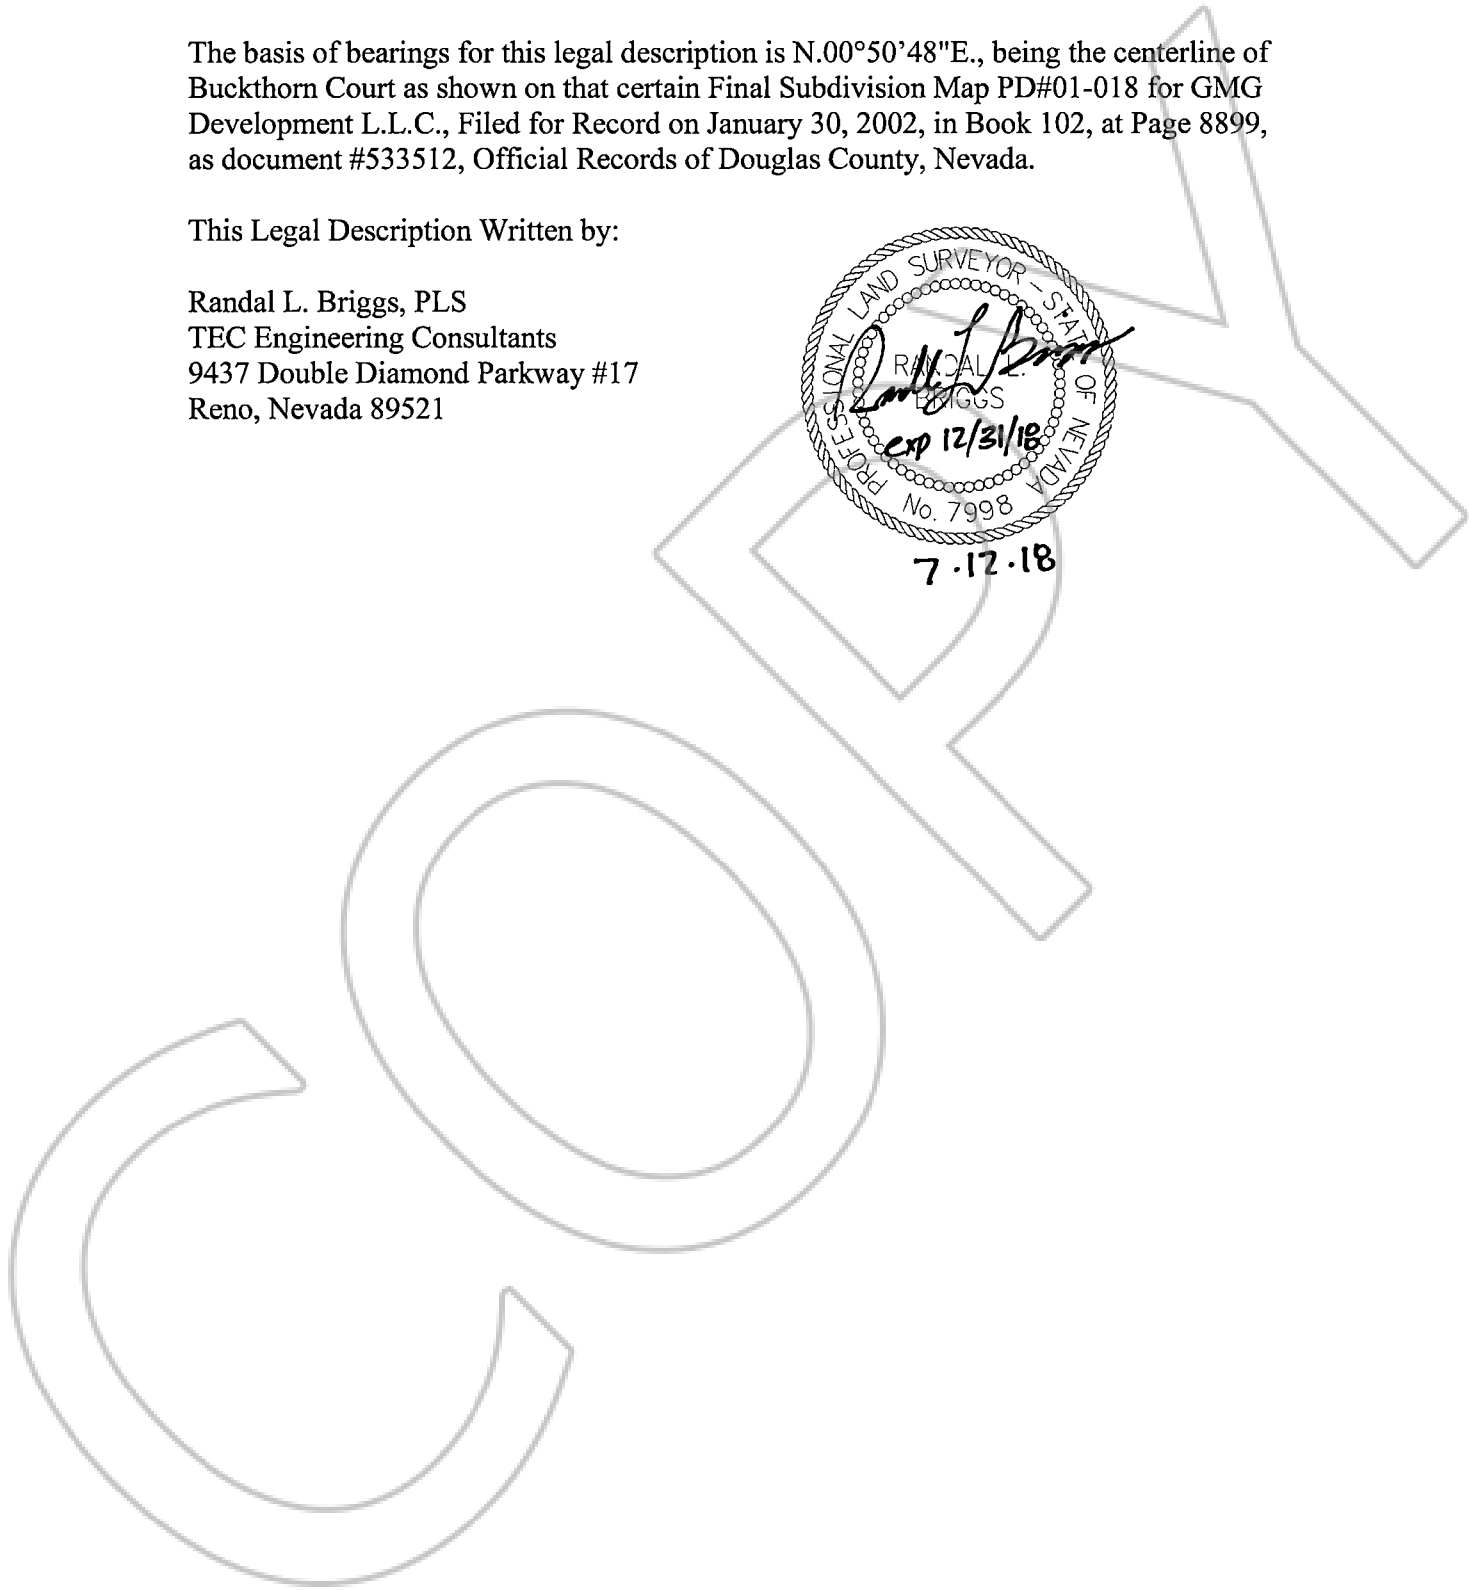 The basis of bearings for this legal description is N.00°50’48"E., being the centerline of
Buckthorn Court as shown on that certain Final Subdivision Map PD#01-018 for GMG
Development L.L.C., Filed for Record on January 30, 2002, in Book 102, at Page 8899,
as document #533512, Official Records of Douglas County, Nevada.
This Legal Description Written by:
Randal L. Briggs, PLS
TEC Engineering Consultants
9437 Double Diamond Parkway #17
Reno, Nevada 89521
PROFESSIONAL LAND SURVEYOR – STATE OF NEVADA
RANDAL L.
BRIGGS
exp 12/31/18
No. 7998
7.12.18
COPY